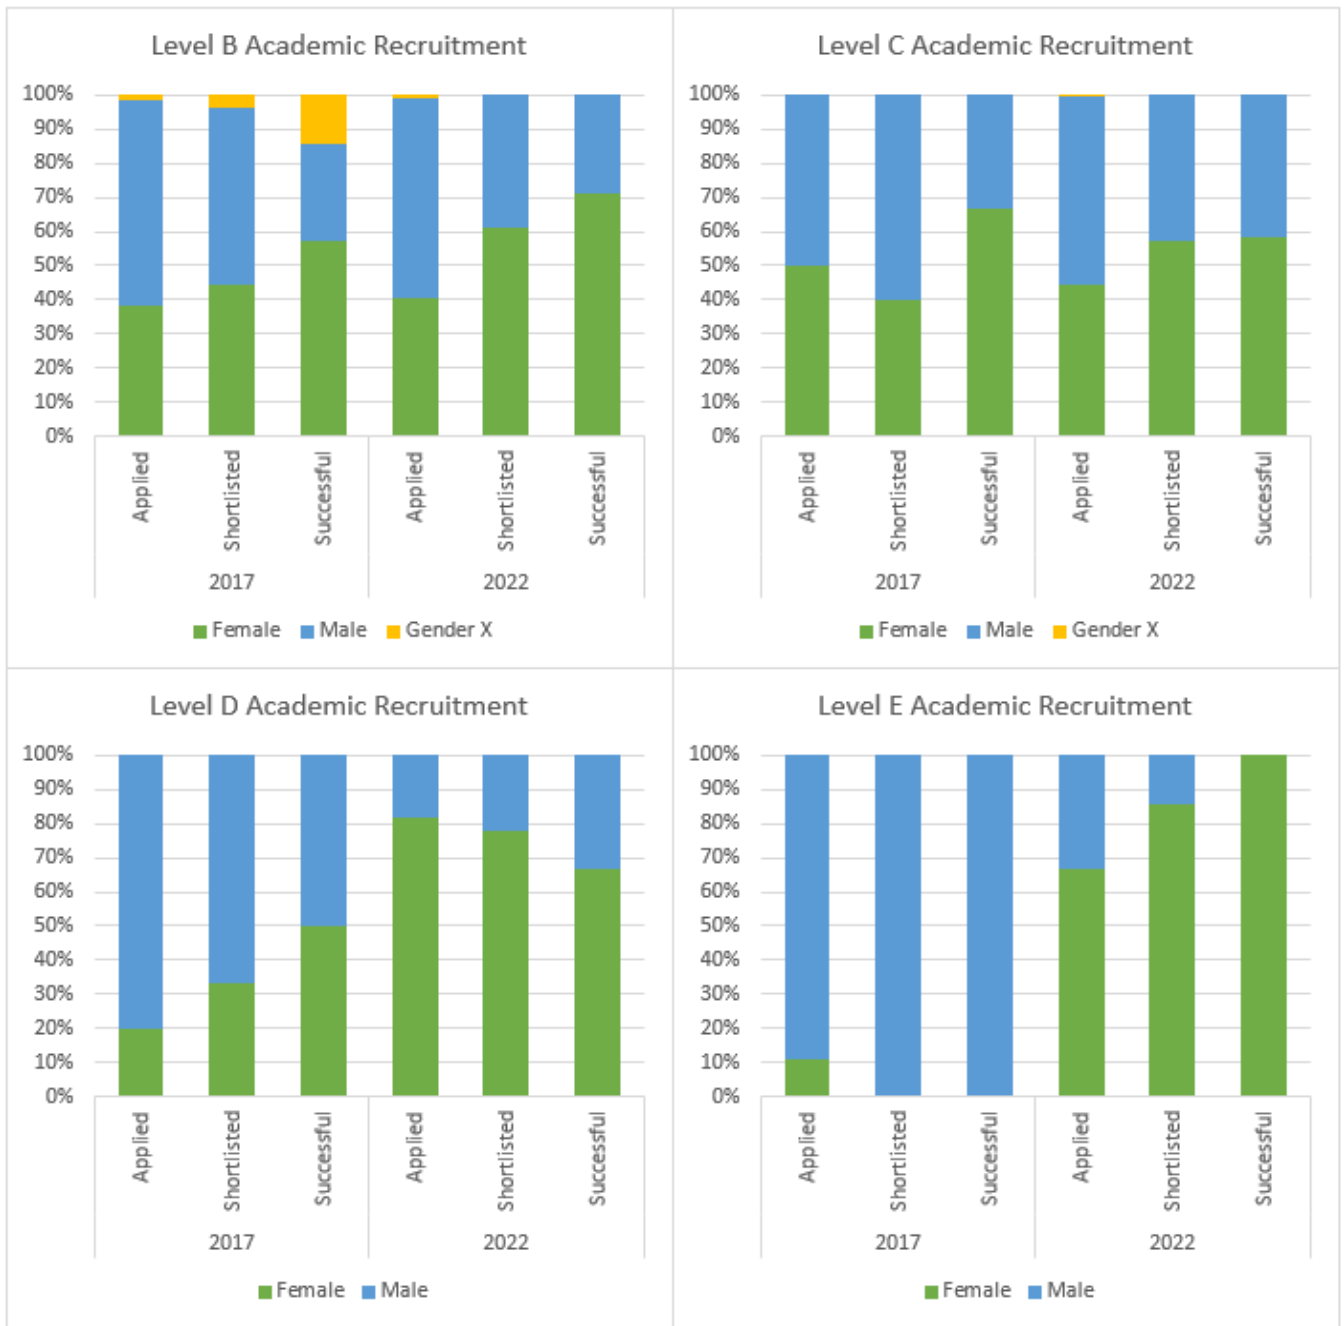 Level B Academic Recruitment
100%
90%
80%
70%
60%
50%
40%
30%
20%
10%
0%
Applied
Shortlisted
Successful
Applied
Shortlisted
Successful
2017
2022
Female Male Gender X
Level C Academic Recruitment
100%
90%
80%
70%
60%
50%
40%
30%
20%
10%
0%
Applied
Shortlisted
Successful
Applied
Shortlisted
Successful
2017
2022
Female Male Gender X
Level D Academic Recruitment
100%
90%
80%
70%
60%
50%
40%
30%
20%
10%
0%
Applied
Shortlisted
Successful
Applied
Shortlisted
Successful
2017
2022
Female Male
Level E Academic Recruitment
100%
90%
80%
70%
60%
50%
40%
30%
20%
10%
0%
Applied
Shortlisted
Successful
Applied
Shortlisted
Successful
2017
2022
Female Male